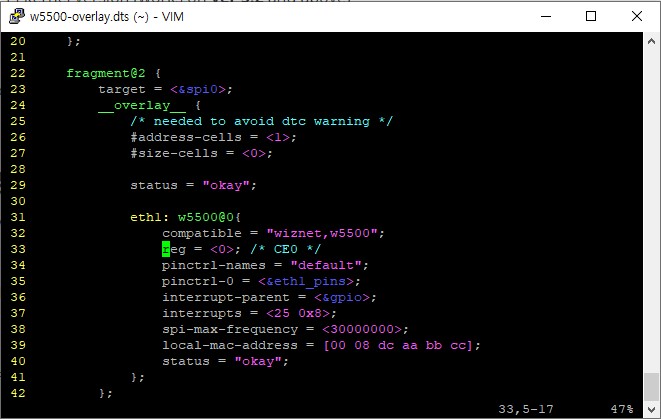 w5500-overlay.dts (~) - VIM
20     };
21
22     fragment@2 {
23         target = <&spi0>;
24         __overlay__ {
25             /* needed to avoid dtc warning */
26             #address-cells = <1>;
27             #size-cells = <0>;
28
29             status = "okay";
30
31             eth1: w5500@0{
32                 compatible = "wiznet,w5500";
33                 reg = <0>; /* CE0 */
34                 pinctrl-names = "default";
35                 pinctrl-0 = <&eth1_pins>;
36                 interrupt-parent = <&gpio>;
37                 interrupts = <25 0x8>;
38                 spi-max-frequency = <30000000>;
39                 local-mac-address = [00 08 dc aa bb cc];
40                 status = "okay";
41             };
42         };
33,5-17 47%